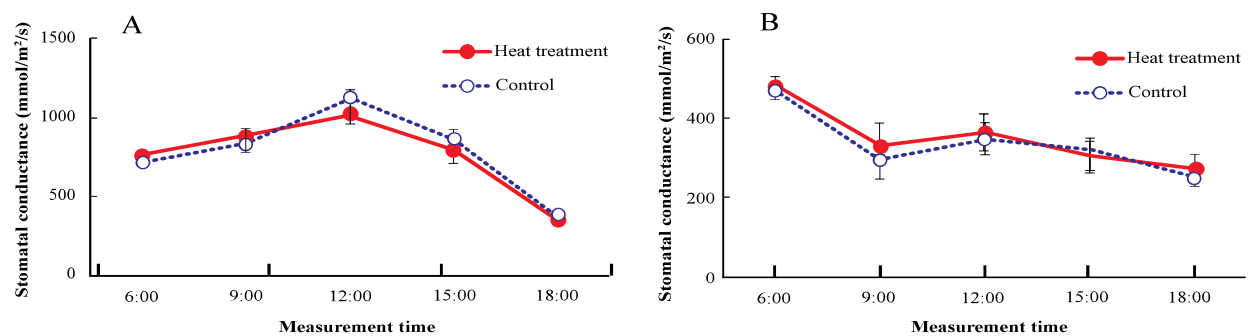 A
Stomatal conductance (mmol/m²/s)
1500
1000
500
0
Heat treatment
Control
6:00 9:00 12:00 15:00 18:00
Measurement time
B
Stomatal conductance (mmol/m²/s)
600
400
200
0
Heat treatment
Control
6:00 9:00 12:00 15:00 18:00
Measurement time